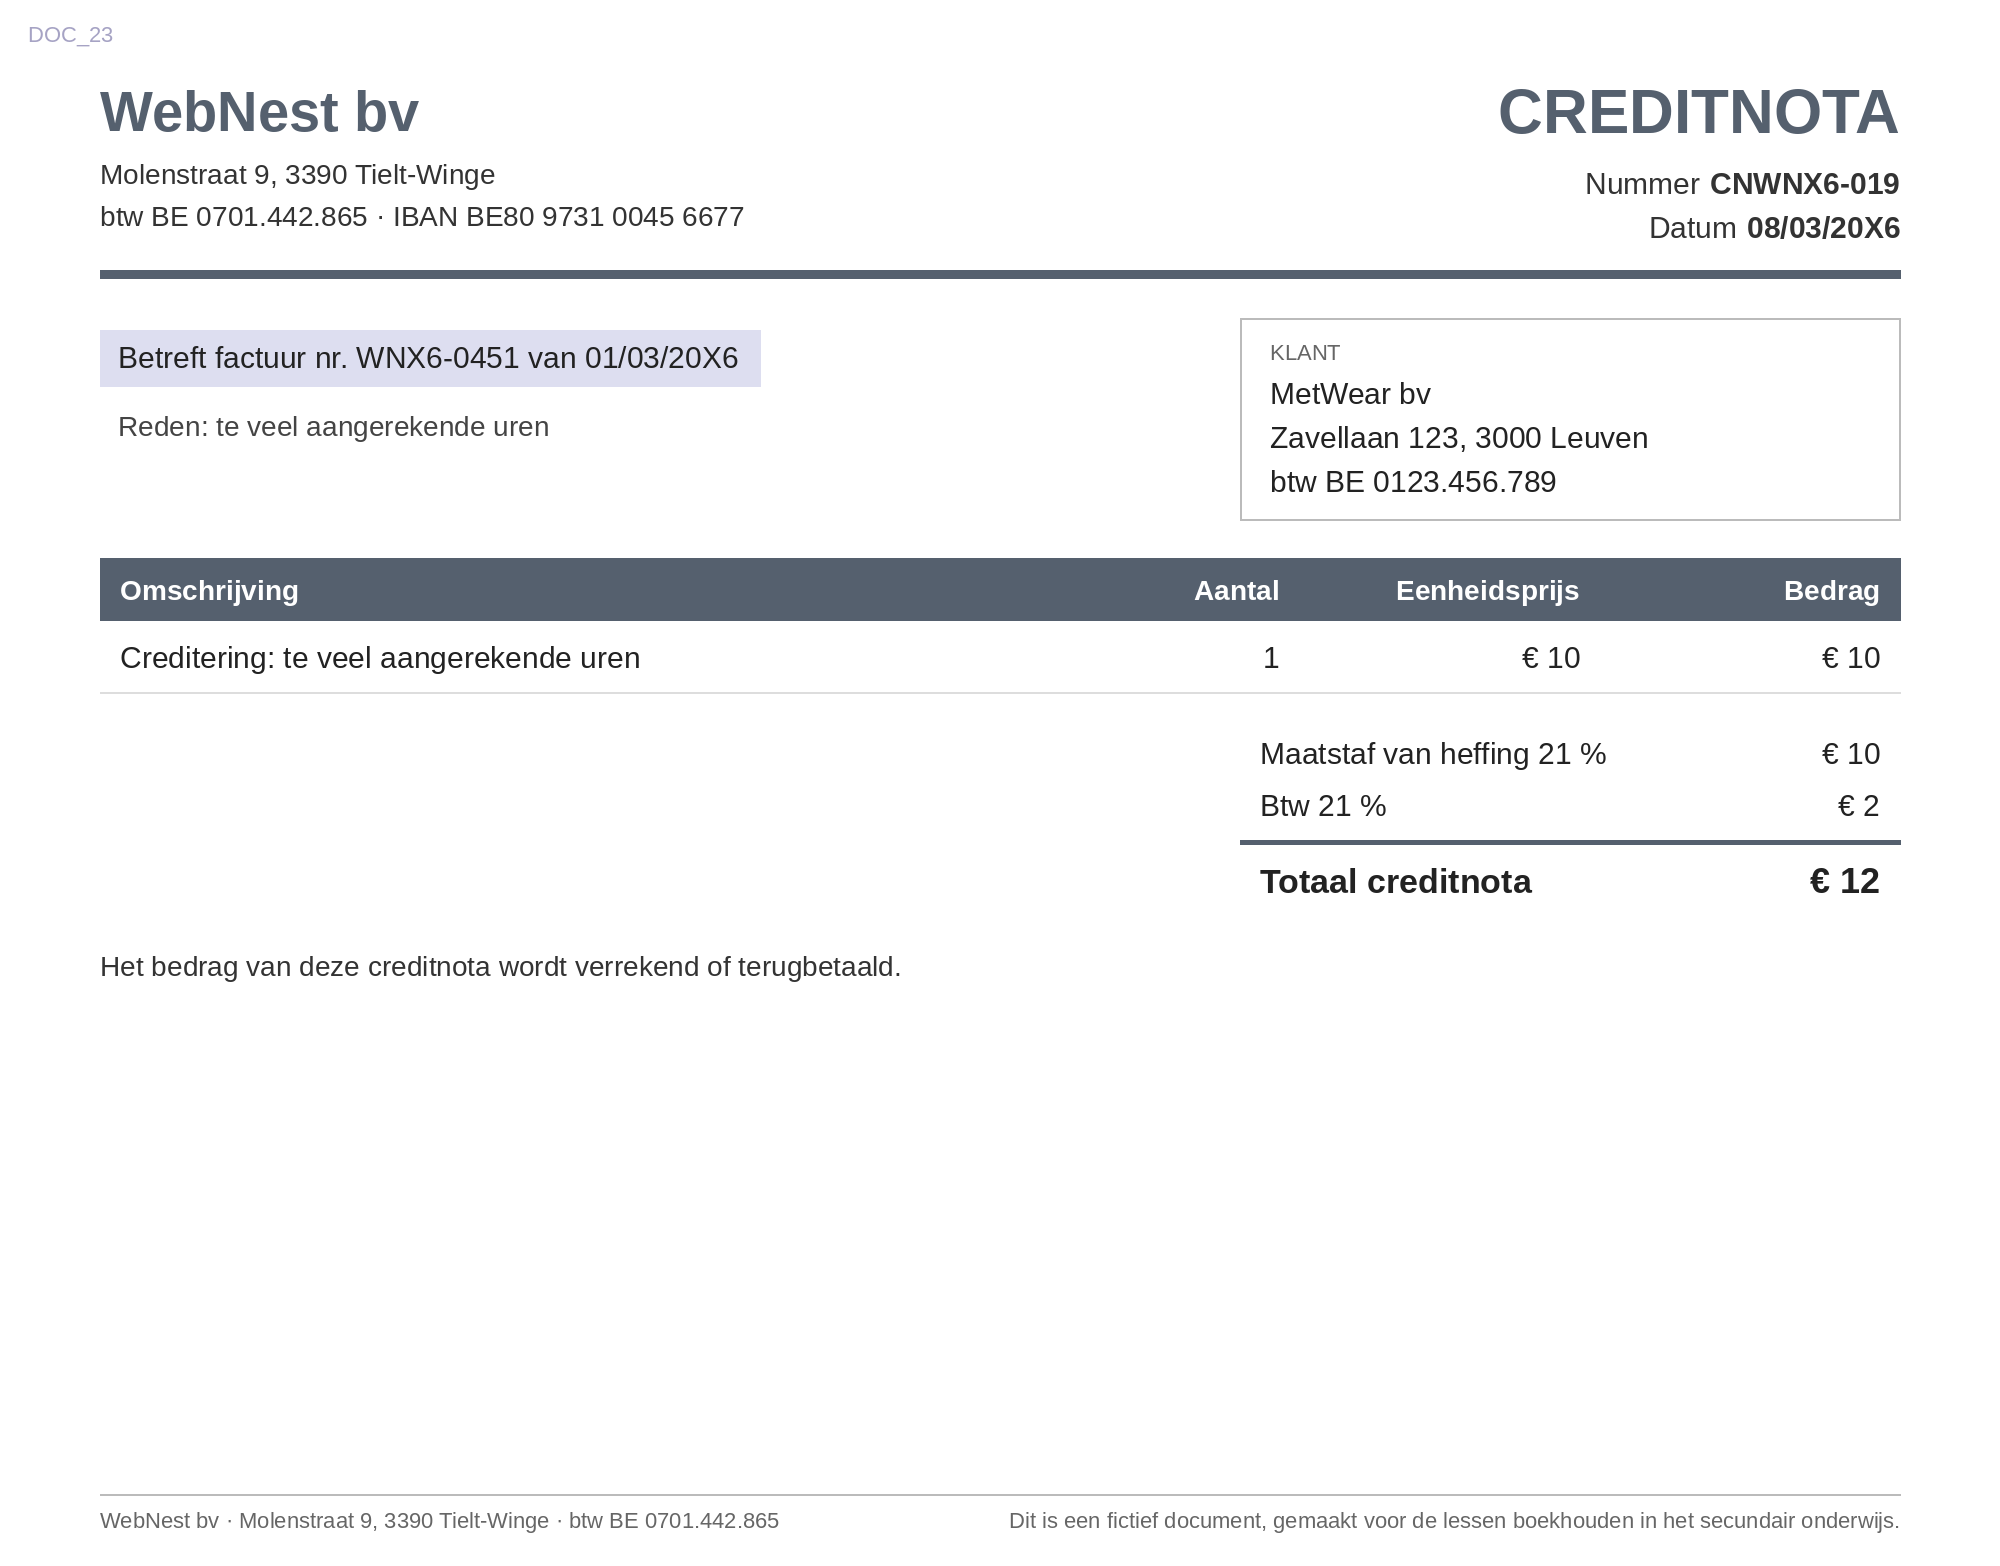 DOC_23
WebNest bv
Molenstraat 9, 3390 Tielt-Winge
btw BE 0701.442.865 · IBAN BE80 9731 0045 6677
CREDITNOTA
Nummer CNWNX6-019
Datum 08/03/20X6
Betreft factuur nr. WNX6-0451 van 01/03/20X6
Reden: te veel aangerekende uren
KLANT
MetWear bv
Zavellaan 123, 3000 Leuven
btw BE 0123.456.789
Omschrijving Aantal Eenheidsprijs Bedrag
Creditering: te veel aangerekende uren 1 € 10 € 10
Maatstaf van heffing 21 % € 10
Btw 21 % € 2
Totaal creditnota € 12
Het bedrag van deze creditnota wordt verrekend of terugbetaald.
WebNest bv · Molenstraat 9, 3390 Tielt-Winge · btw BE 0701.442.865 Dit is een fictief document, gemaakt voor de lessen boekhouden in het secundair onderwijs.